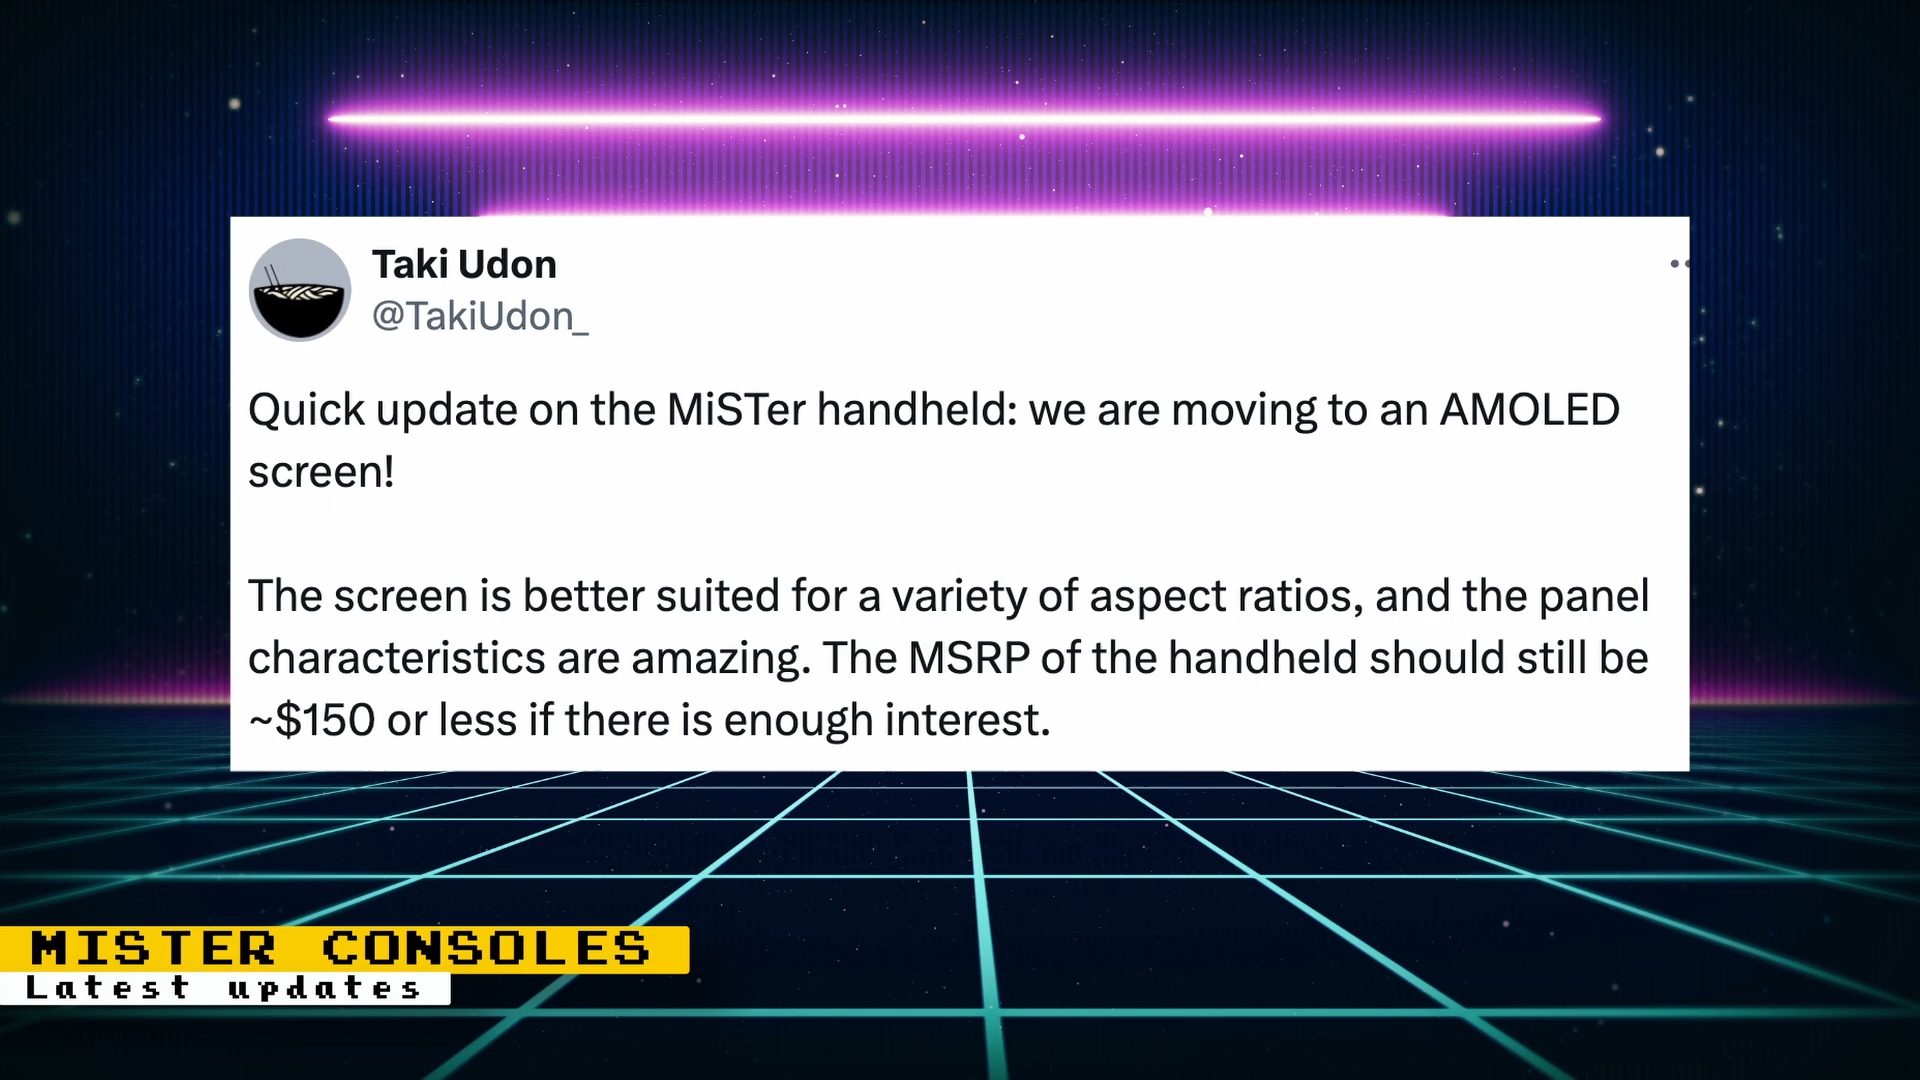 Taki Udon
@TakiUdon_
Quick update on the MiSTer handheld: we are moving to an AMOLED
screen!
The screen is better suited for a variety of aspect ratios, and the panel
characteristics are amazing. The MSRP of the handheld should still be
~$150 or less if there is enough interest.
MISTER CONSOLES
Latest updates